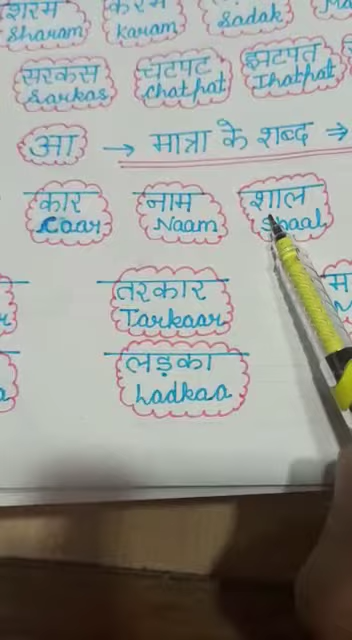 शरम करम
Sharam Karam Sadak
सरकस चटपट झटपट
Sarkas Chatpat Jhatpat
आ → मात्रा के शब्द ⇒
कार नाम शाल
Caar Naam Shaal
तरकार
Tarkaar
लड़का
Ladkaa